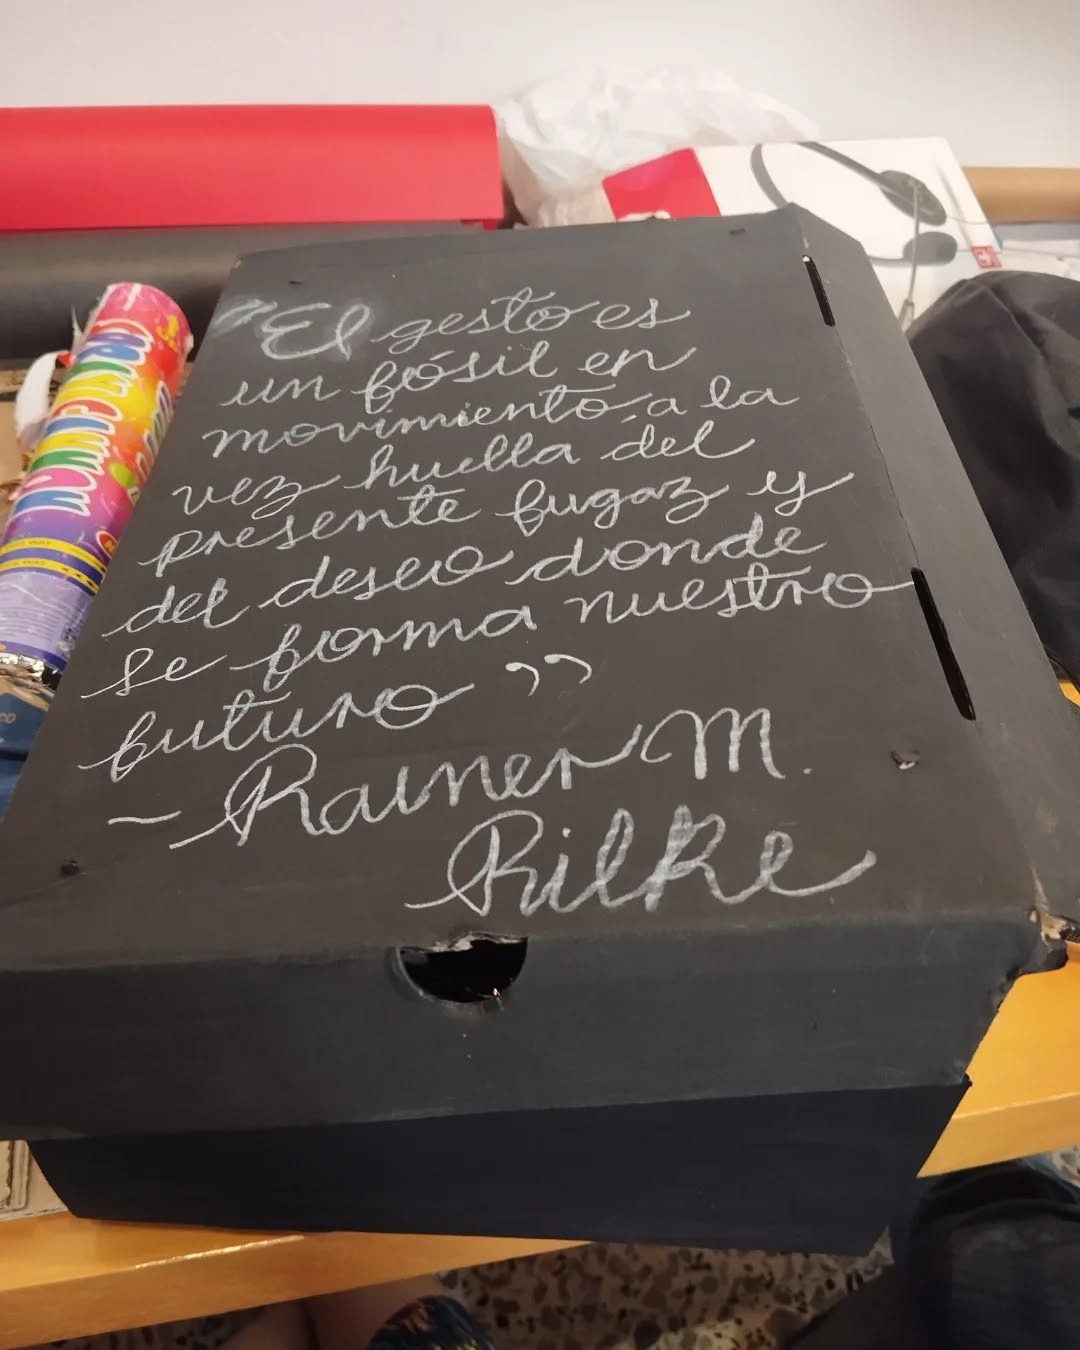 "El gesto es
un fósil en
movimiento, a la
vez huella del
presente fugaz y
del deseo donde
se forma nuestro
futuro"
- Rainer M.
Rilke